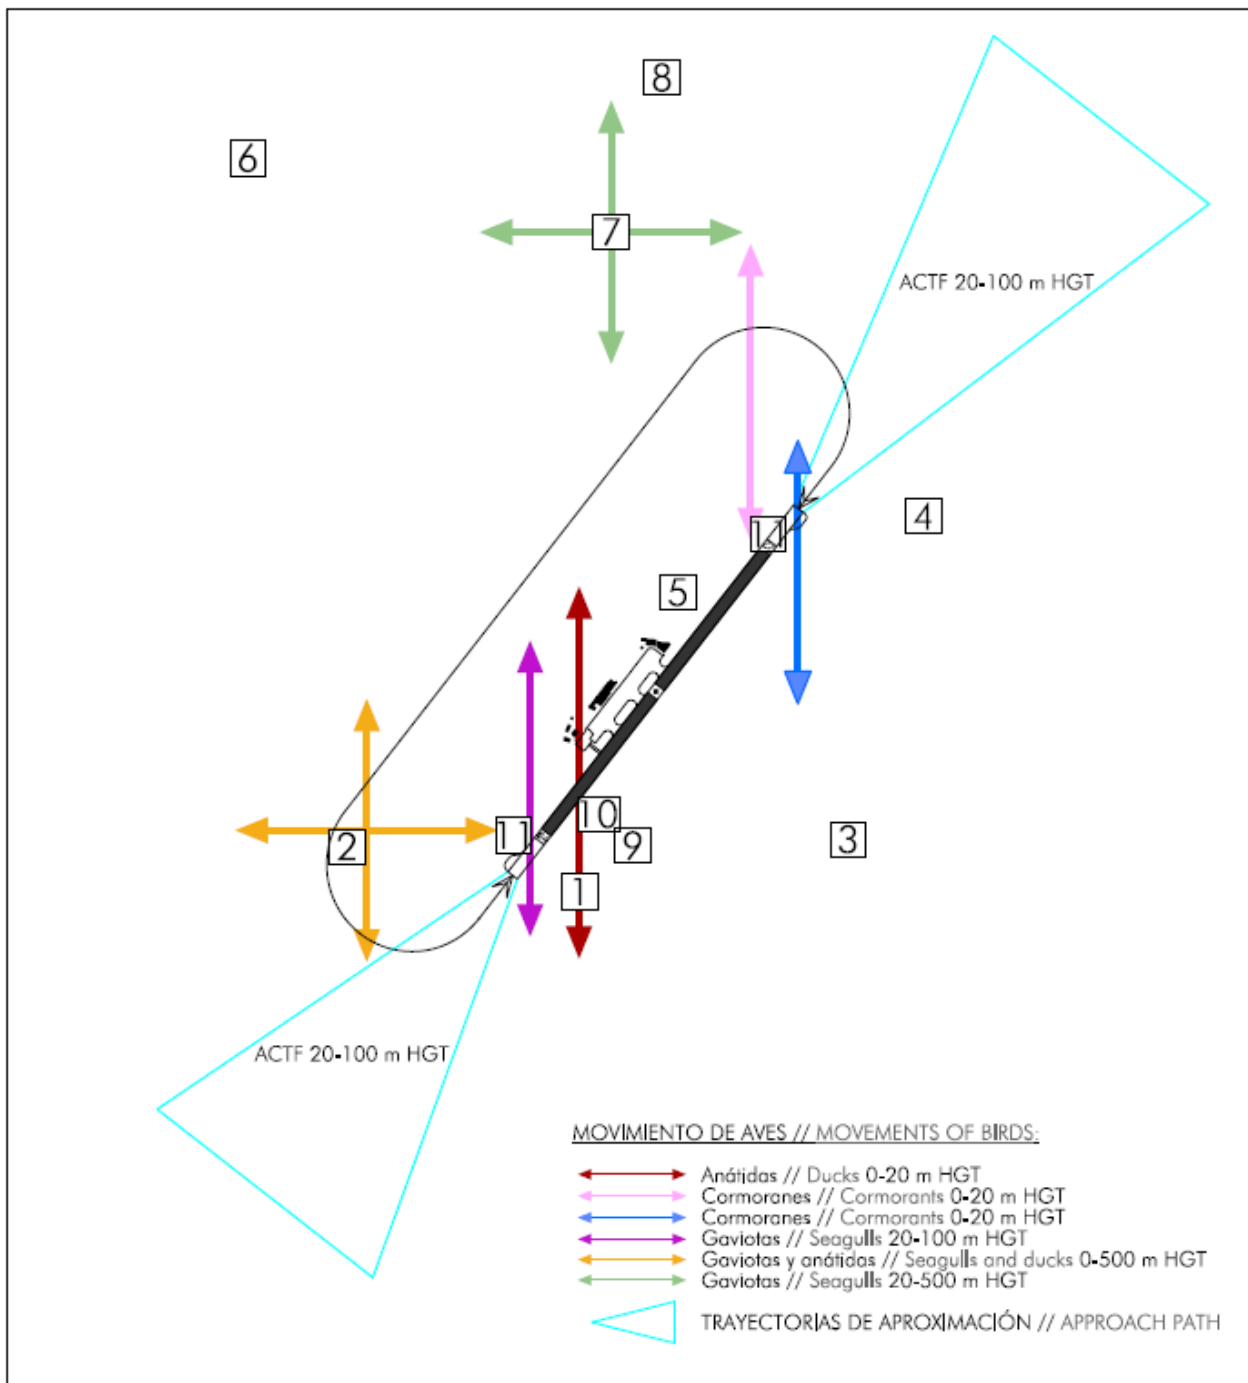 8
6
7
ACTF 20-100 m HGT
4
11
5
10
11
9
3
2
1
ACTF 20-100 m HGT
MOVIMIENTO DE AVES // MOVEMENTS OF BIRDS:
Anátidas // Ducks 0-20 m HGT
Cormoranes // Cormorants 0-20 m HGT
Cormoranes // Cormorants 0-20 m HGT
Gaviotas // Seagulls 20-100 m HGT
Gaviotas y anátidas // Seagulls and ducks 0-500 m HGT
Gaviotas // Seagulls 20-500 m HGT
TRAYECTORIAS DE APROXIMACIÓN // APPROACH PATH